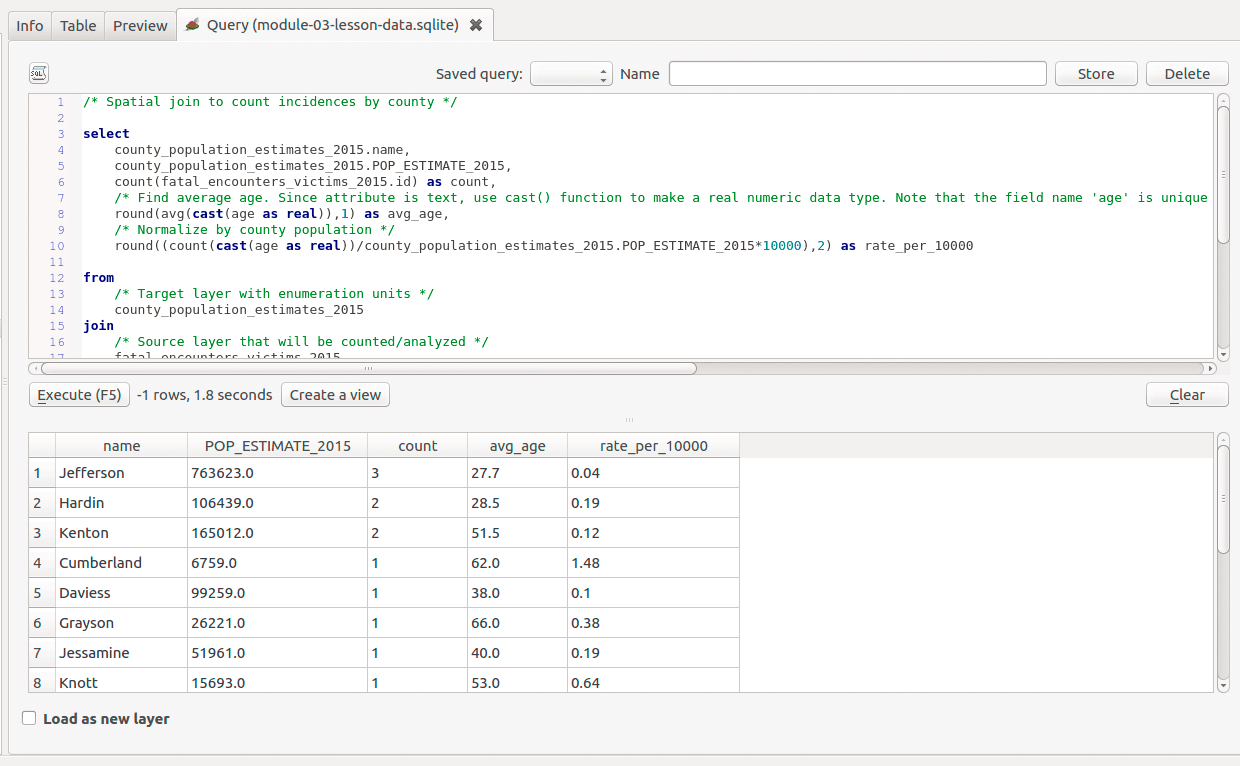 Info Table Preview Query (module-03-lesson-data.sqlite)
SQL Saved query: Name Store Delete
1 /* Spatial join to count incidences by county */
2
3 select
4 county_population_estimates_2015.name,
5 county_population_estimates_2015.POP_ESTIMATE_2015,
6 count(fatal_encounters_victims_2015.id) as count,
7 /* Find average age. Since attribute is text, use cast() function to make a real numeric data type. Note that the field name 'age' is unique
8 round(avg(cast(age as real)),1) as avg_age,
9 /* Normalize by county population */
10 round((count(cast(age as real))/county_population_estimates_2015.POP_ESTIMATE_2015*10000),2) as rate_per_10000
11
12 from
13 /* Target layer with enumeration units */
14 county_population_estimates_2015
15 join
16 /* Source layer that will be counted/analyzed */
17 fatal_encounters_victims_2015
Execute (F5) -1 rows, 1.8 seconds Create a view Clear
name POP_ESTIMATE_2015 count avg_age rate_per_10000
1 Jefferson 763623.0 3 27.7 0.04
2 Hardin 106439.0 2 28.5 0.19
3 Kenton 165012.0 2 51.5 0.12
4 Cumberland 6759.0 1 62.0 1.48
5 Daviess 99259.0 1 38.0 0.1
6 Grayson 26221.0 1 66.0 0.38
7 Jessamine 51961.0 1 40.0 0.19
8 Knott 15693.0 1 53.0 0.64
Load as new layer